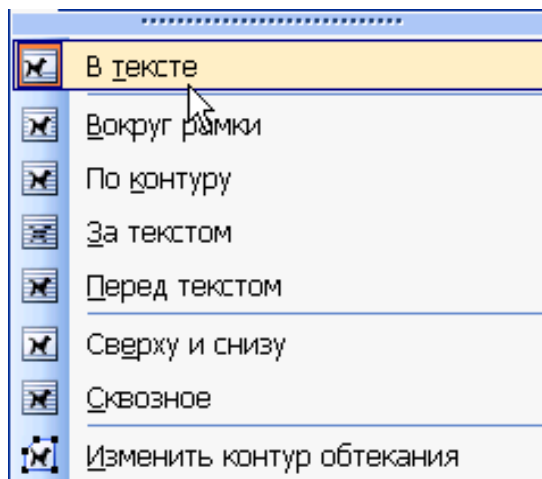 В тексте
Вокруг рамки
По контуру
За текстом
Перед текстом
Сверху и снизу
Сквозное
Изменить контур обтекания